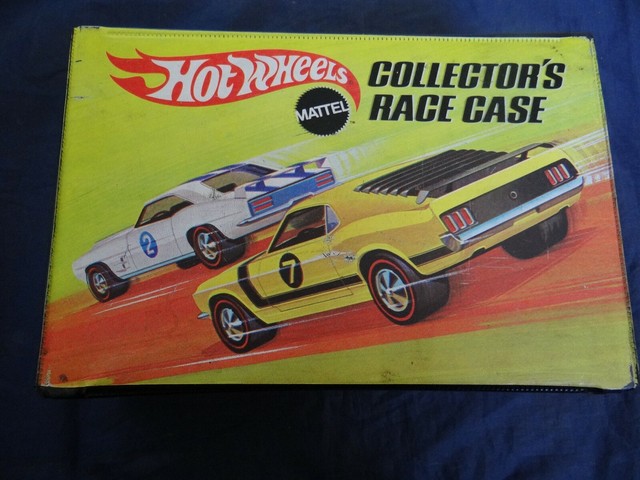 Hot Wheels
MATTEL
COLLECTOR'S
RACE CASE
2
7